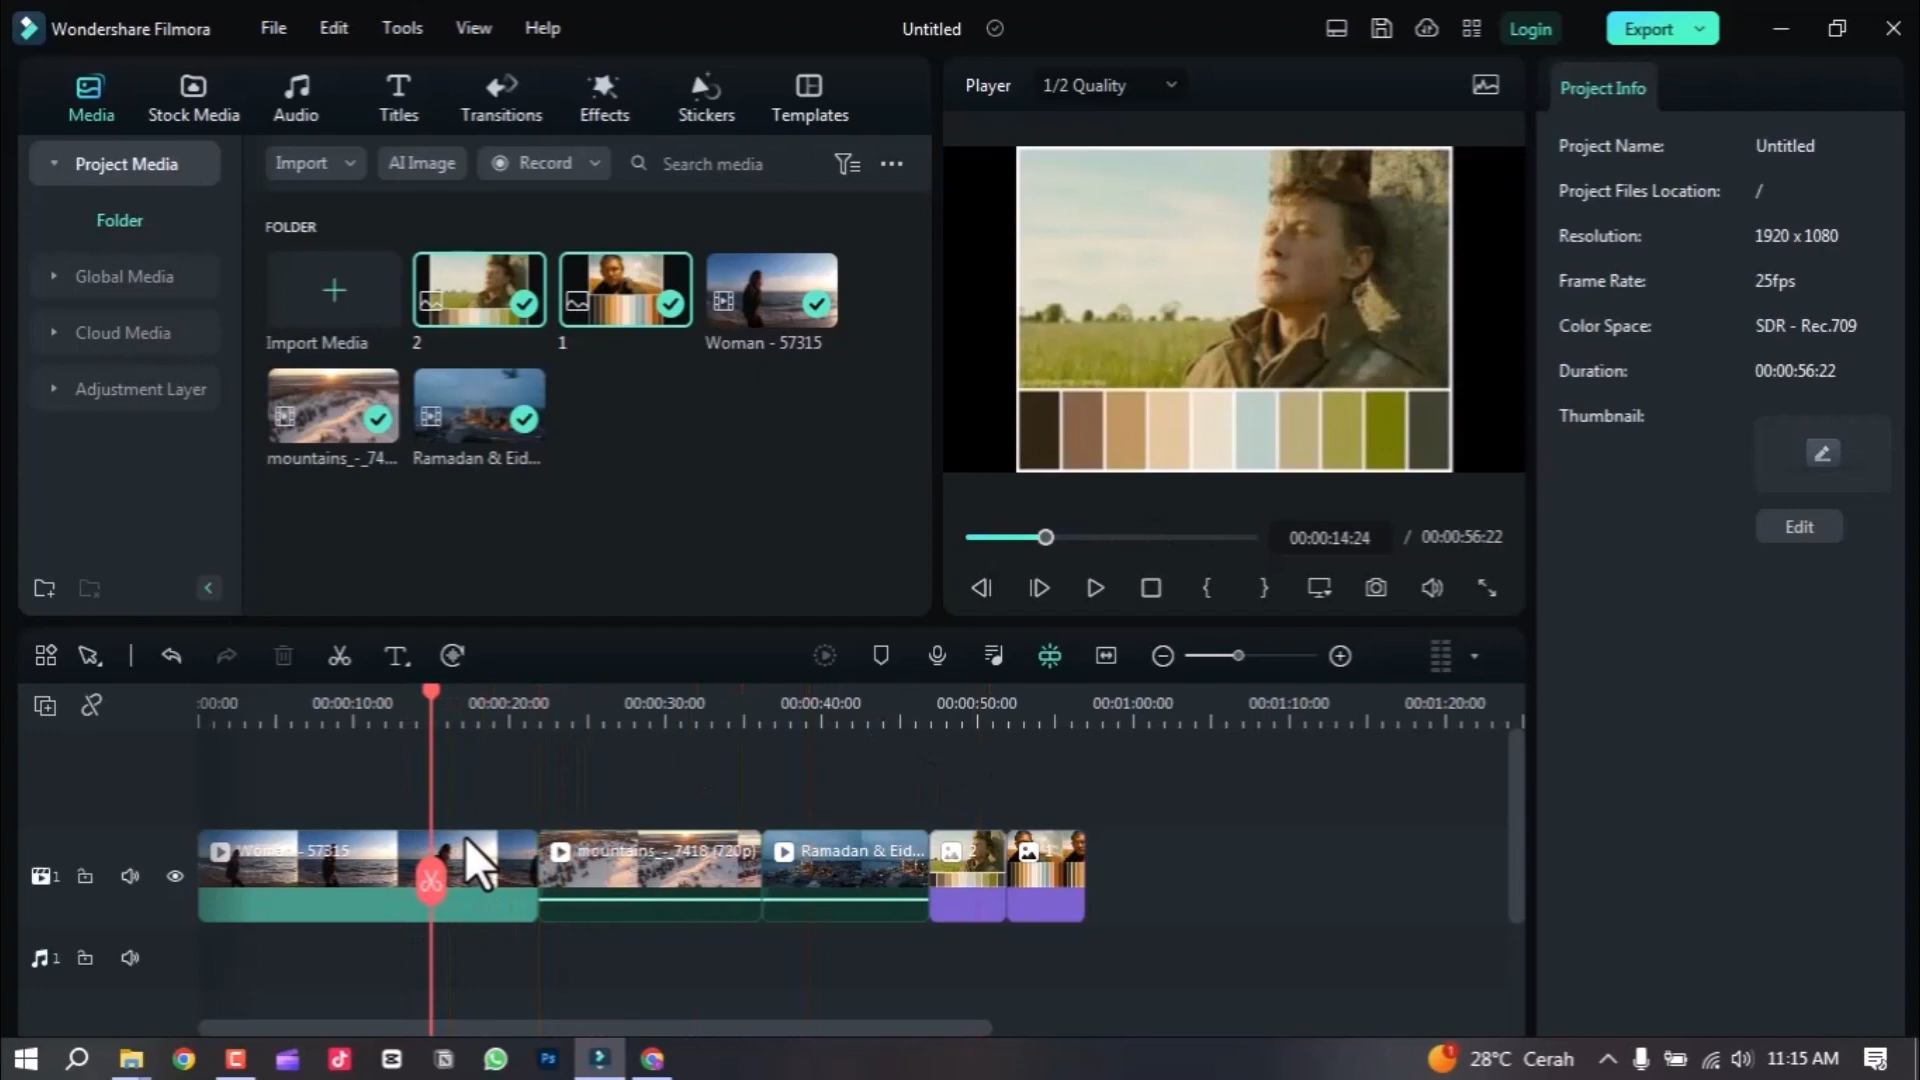 Wondershare Filmora
File
Edit
Tools
View
Help
Untitled
Login
Export
Media
Stock Media
Audio
Titles
Transitions
Effects
Stickers
Templates
Player
1/2 Quality
Project Info
Project Media
Folder
Global Media
Cloud Media
Adjustment Layer
Import
AI Image
Record
Search media
FOLDER
Import Media
2
1
Woman - 57315
mountains_-_74...
Ramadan & Eid...
Project Name:
Untitled
Project Files Location:
/
Resolution:
1920 x 1080
Frame Rate:
25fps
Color Space:
SDR - Rec.709
Duration:
00:00:56:22
Thumbnail:
Edit
00:00:14:24
/ 00:00:56:22
:00:00
00:00:10:00
00:00:20:00
00:00:30:00
00:00:40:00
00:00:50:00
00:01:00:00
00:01:10:00
00:01:20:00
Woman - 57315
mountains_-_7418 (720p)
Ramadan & Eid...
2
1
1
1
Ps
1
28°C Cerah
11:15 AM